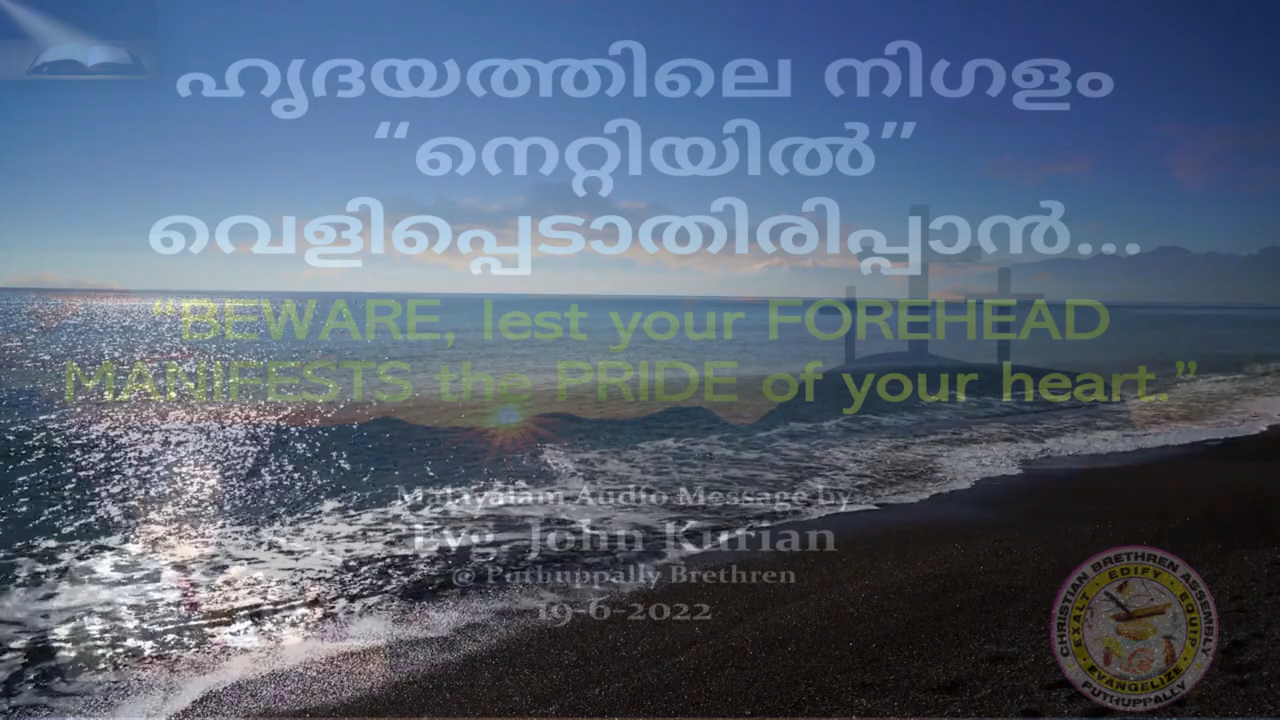 ഹൃദയത്തിലെ നിഗളം
“നെറ്റിയിൽ”
വെളിപ്പെടാതിരിപ്പാൻ...
“BEWARE, lest your FOREHEAD
MANIFESTS the PRIDE of your heart.”
Malayalam Audio Message by
Evg. John Kurian
@ Puthuppally Brethren
19-6-2022
CHRISTIAN BRETHREN ASSEMBLY
EXALT • EDIFY • EQUIP
• EVANGELIZE •
PUTHUPPALLY